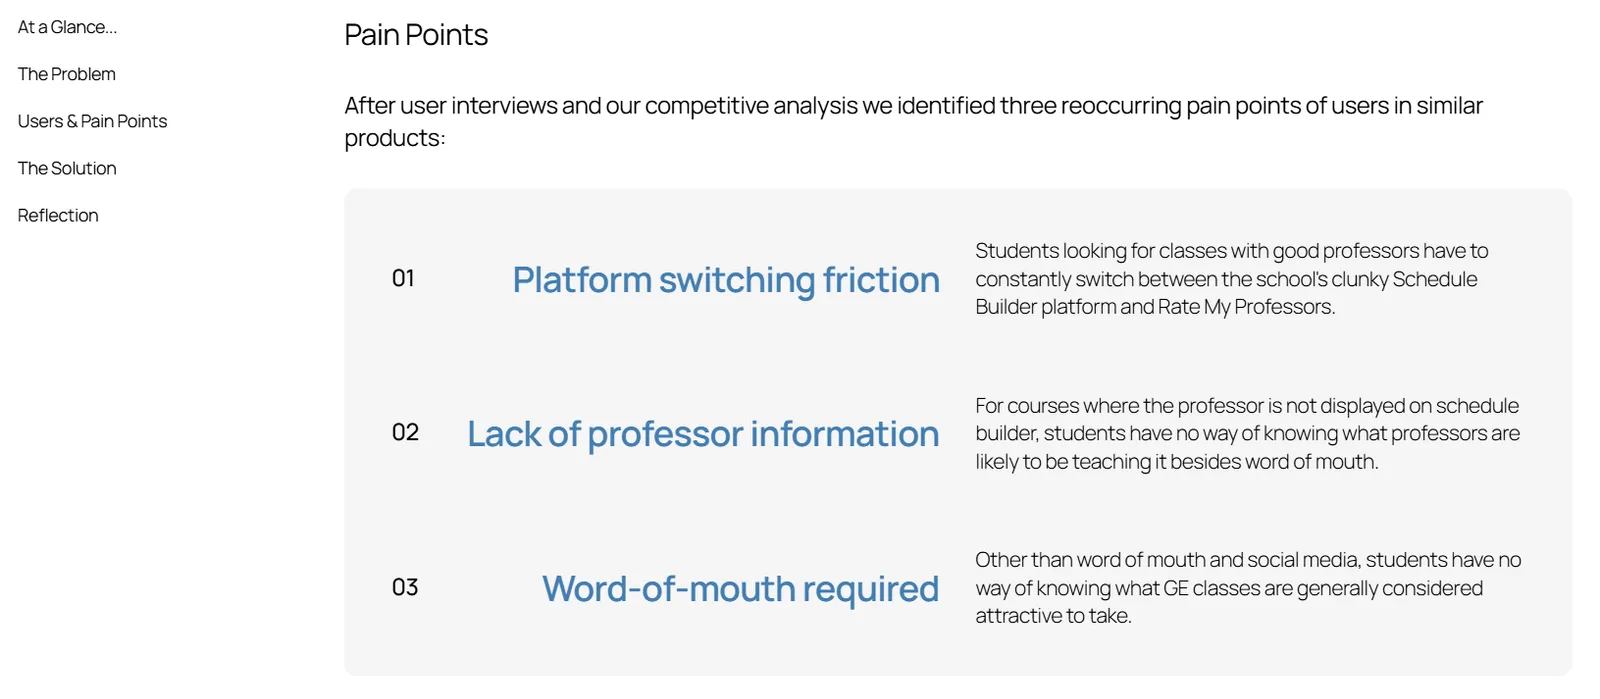 At a Glance...
The Problem
Users & Pain Points
The Solution
Reflection
Pain Points
After user interviews and our competitive analysis we identified three reoccurring pain points of users in similar
products:
01
Platform switching friction
Students looking for classes with good professors have to
constantly switch between the school's clunky Schedule
Builder platform and Rate My Professors.
02
Lack of professor information
For courses where the professor is not displayed on schedule
builder, students have no way of knowing what professors are
likely to be teaching it besides word of mouth.
03
Word-of-mouth required
Other than word of mouth and social media, students have no
way of knowing what GE classes are generally considered
attractive to take.